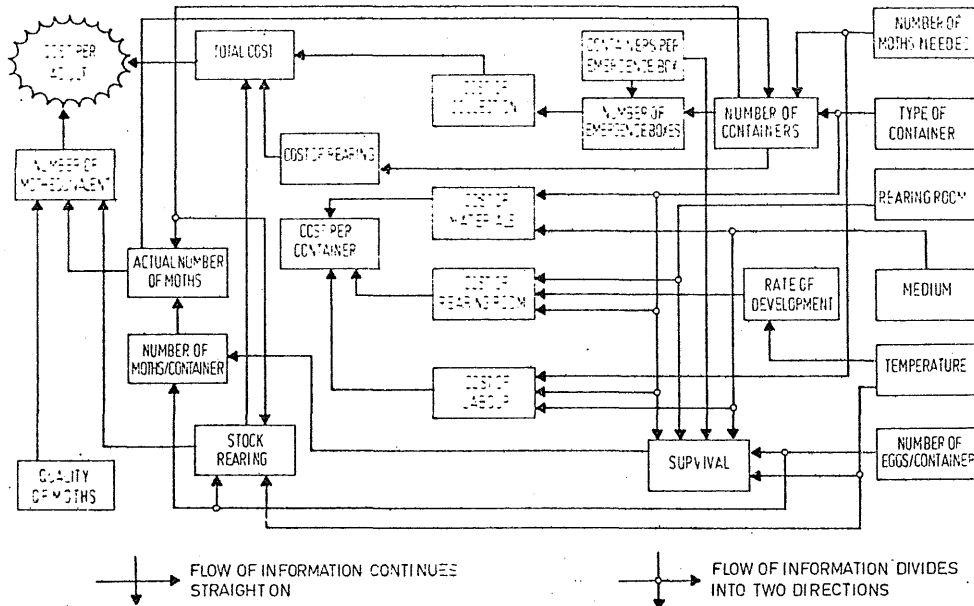 COST PER
ADULT
TOTAL COST
CONTAINERS PER
EMERGENCE BOX
NUMBER OF
MOTHS NEEDED
COST OF
COLLECTION
NUMBER OF
EMERGENCE BOXES
NUMBER OF
CONTAINERS
TYPE OF
CONTAINER
NUMBER OF
MOTH EQUIVALENT
COST OF REARING
COST OF
MATERIALS
REARING ROOM
COST PER
CONTAINER
ACTUAL NUMBER
OF MOTHS
COST OF
REARING ROOM
RATE OF
DEVELOPMENT
MEDIUM
NUMBER OF
MOTHS/CONTAINER
COST OF
LABOUR
TEMPERATURE
STOCK
REARING
SURVIVAL
NUMBER OF
EGGS/CONTAINER
QUALITY
OF MOTHS
FLOW OF INFORMATION CONTINUES
STRAIGHT ON
FLOW OF INFORMATION DIVIDES
INTO TWO DIRECTIONS